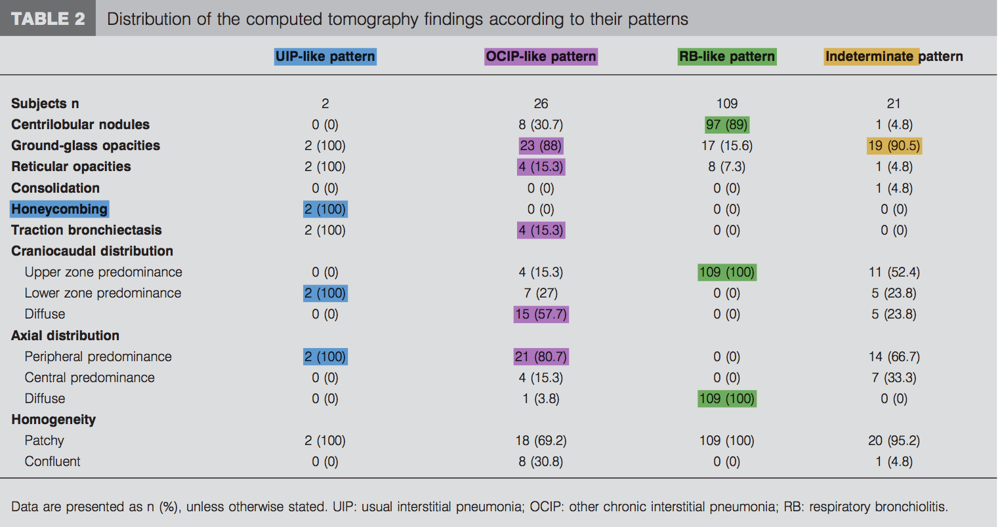 TABLE 2 Distribution of the computed tomography findings according to their patterns
UIP-like pattern OCIP-like pattern RB-like pattern Indeterminate pattern
Subjects n 2 26 109 21
Centrilobular nodules 0 (0) 8 (30.7) 97 (89) 1 (4.8)
Ground-glass opacities 2 (100) 23 (88) 17 (15.6) 19 (90.5)
Reticular opacities 2 (100) 4 (15.3) 8 (7.3) 1 (4.8)
Consolidation 0 (0) 0 (0) 0 (0) 1 (4.8)
Honeycombing 2 (100) 0 (0) 0 (0) 0 (0)
Traction bronchiectasis 2 (100) 4 (15.3) 0 (0) 0 (0)
Craniocaudal distribution
Upper zone predominance 0 (0) 4 (15.3) 109 (100) 11 (52.4)
Lower zone predominance 2 (100) 7 (27) 0 (0) 5 (23.8)
Diffuse 0 (0) 15 (57.7) 0 (0) 5 (23.8)
Axial distribution
Peripheral predominance 2 (100) 21 (80.7) 0 (0) 14 (66.7)
Central predominance 0 (0) 4 (15.3) 0 (0) 7 (33.3)
Diffuse 0 (0) 1 (3.8) 109 (100) 0 (0)
Homogeneity
Patchy 2 (100) 18 (69.2) 109 (100) 20 (95.2)
Confluent 0 (0) 8 (30.8) 0 (0) 1 (4.8)
Data are presented as n (%), unless otherwise stated. UIP: usual interstitial pneumonia; OCIP: other chronic interstitial pneumonia; RB: respiratory bronchiolitis.